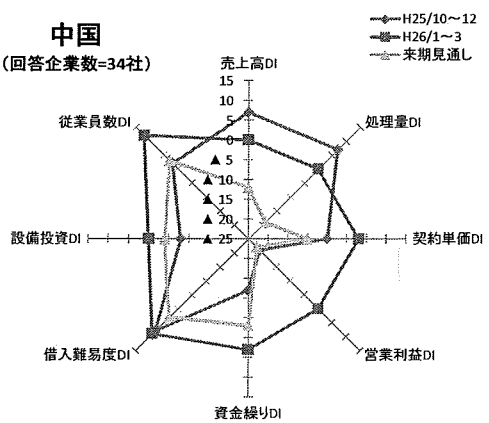 中国
(回答企業数=34社)
H25/10～12
H26/1～3
来期見通し
売上高DI
処理量DI
契約単価DI
営業利益DI
資金繰りDI
借入難易度DI
設備投資DI
従業員数DI
15
10
5
0
▲ 5
▲ 10
▲ 15
▲ 20
▲ 25